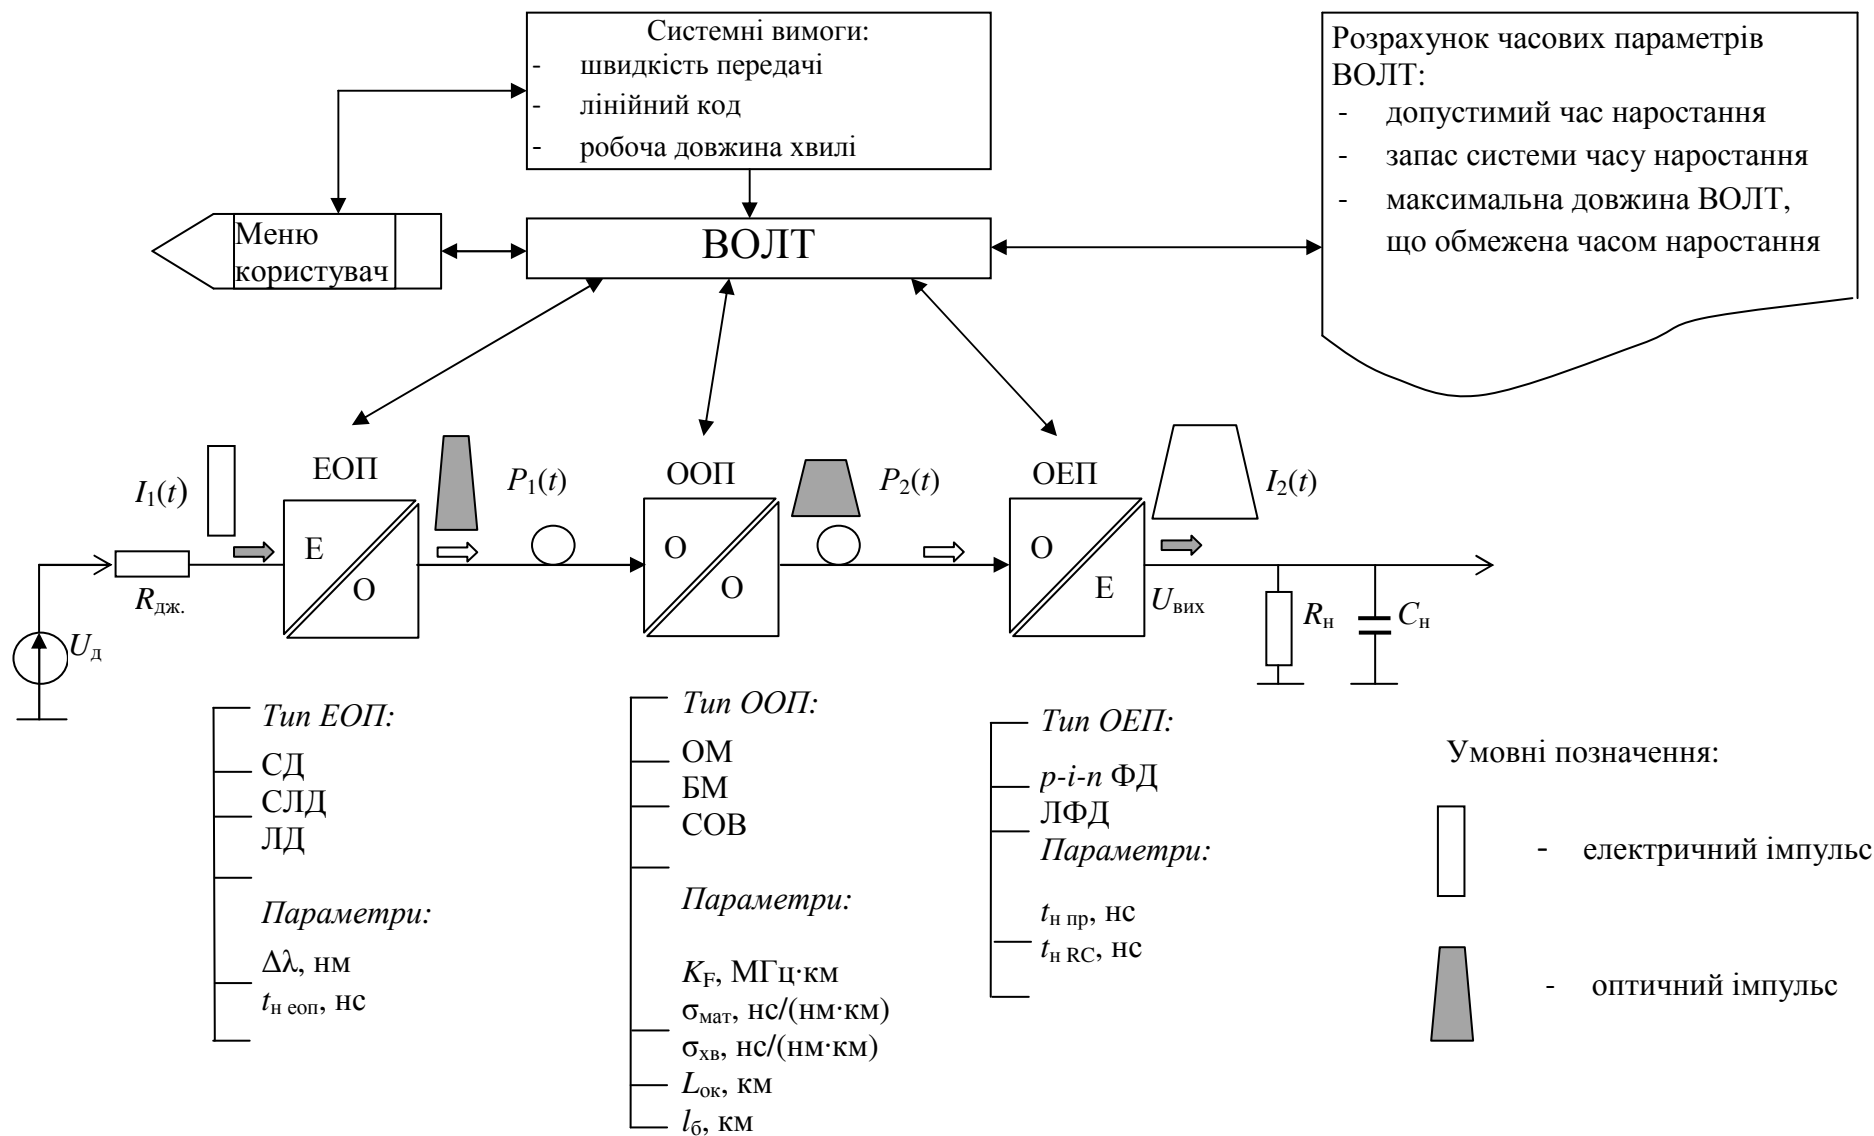 Системні вимоги:
- швидкість передачі
- лінійний код
- робоча довжина хвилі
Розрахунок часових параметрів
ВОЛТ:
- допустимий час наростання
- запас системи часу наростання
- максимальна довжина ВОЛТ,
що обмежена часом наростання
Меню
користувач
ВОЛТ
I₁(t)
ЕОП
P₁(t)
ООП
P₂(t)
ОЕП
I₂(t)
Е
О
О
О
О
Е
Rдж.
Uд
Uвих
Rн
Cн
Тип ЕОП:
СД
СЛД
ЛД
Параметри:
Δλ, нм
tн еоп, нс
Тип ООП:
ОМ
БМ
СОВ
Параметри:
KF, МГц·км
σмат, нс/(нм·км)
σхв, нс/(нм·км)
Lок, км
lб, км
Тип ОЕП:
p-i-n ФД
ЛФД
Параметри:
tн пр, нс
tн RC, нс
Умовні позначення:
- електричний імпульс
- оптичний імпульс